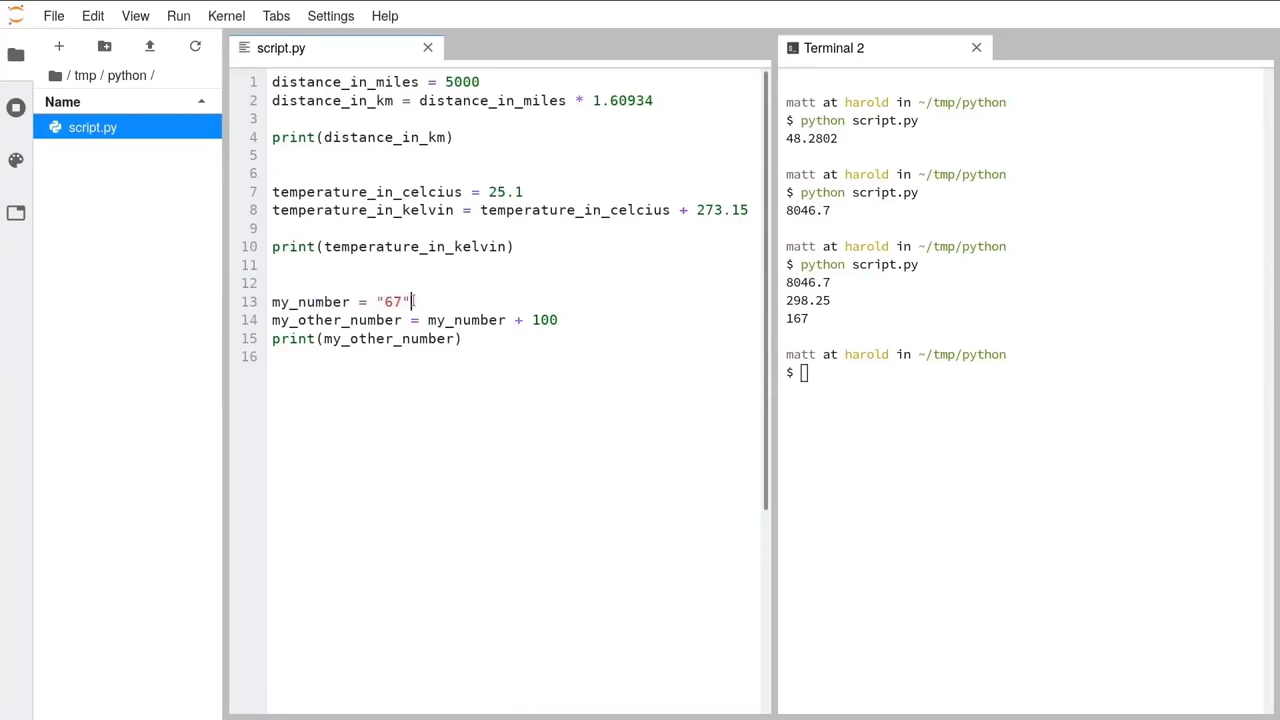 File Edit View Run Kernel Tabs Settings Help
/ tmp / python /
Name
script.py
script.py
1 distance_in_miles = 5000
2 distance_in_km = distance_in_miles * 1.60934
3
4 print(distance_in_km)
5
6
7 temperature_in_celcius = 25.1
8 temperature_in_kelvin = temperature_in_celcius + 273.15
9
10 print(temperature_in_kelvin)
11
12
13 my_number = "67"
14 my_other_number = my_number + 100
15 print(my_other_number)
16
Terminal 2
matt at harold in ~/tmp/python
$ python script.py
48.2802
matt at harold in ~/tmp/python
$ python script.py
8046.7
matt at harold in ~/tmp/python
$ python script.py
8046.7
298.25
167
matt at harold in ~/tmp/python
$